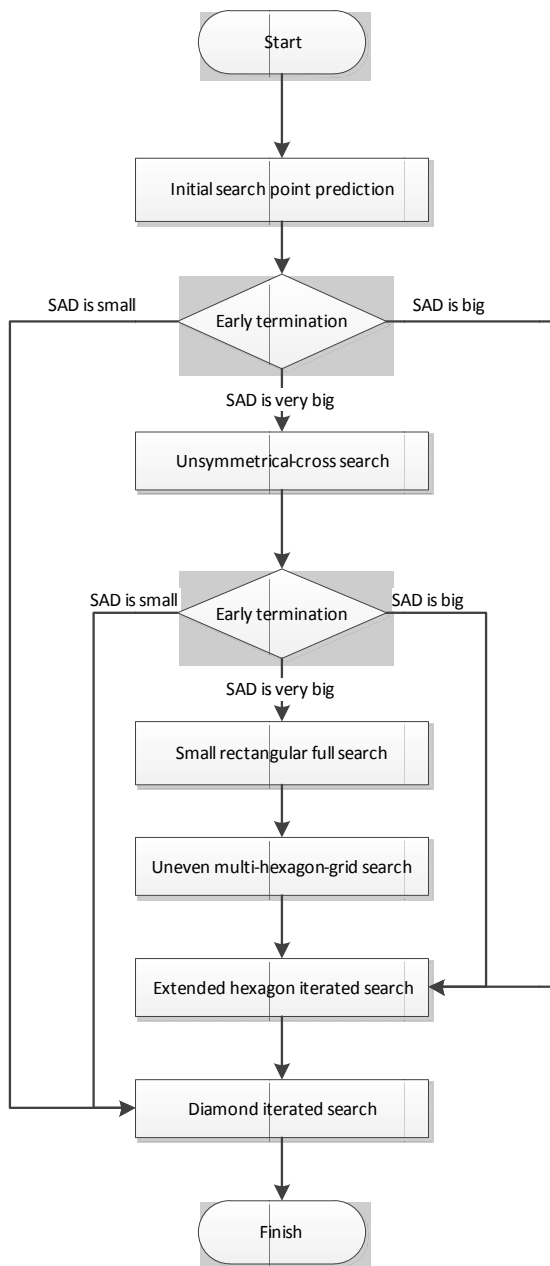 Start
Initial search point prediction
SAD is small
SAD is big
Early termination
SAD is very big
Unsymmetrical-cross search
SAD is small
SAD is big
Early termination
SAD is very big
Small rectangular full search
Uneven multi-hexagon-grid search
Extended hexagon iterated search
Diamond iterated search
Finish